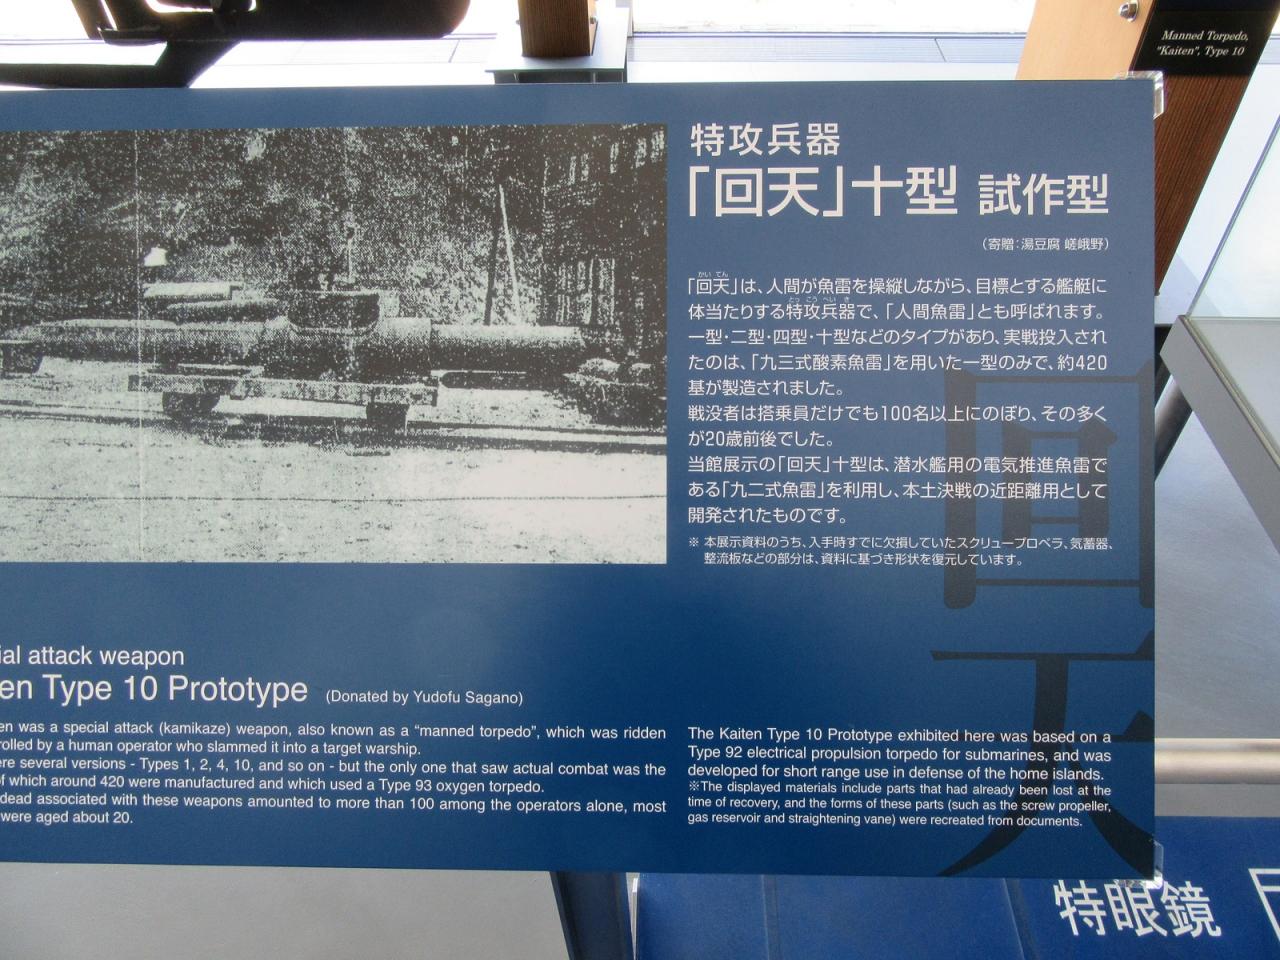 Manned Torpedo,
"Kaiten", Type 10
特攻兵器
「回天」十型 試作型
（寄贈：湯豆腐 嵯峨野）
「回天」は、人間が魚雷を操縦しながら、目標とする艦艇に
体当たりする特攻兵器で、「人間魚雷」とも呼ばれます。
一型・二型・四型・十型などのタイプがあり、実戦投入され
たのは、「九三式酸素魚雷」を用いた一型のみで、約420
基が製造されました。
戦没者は搭乗員だけでも100名以上にのぼり、その多く
が20歳前後でした。
当館展示の「回天」十型は、潜水艦用の電気推進魚雷で
ある「九二式魚雷」を利用し、本土決戦の近距離用として
開発されたものです。
※ 本展示資料のうち、入手時すでに欠損していたスクリュープロペラ、気蓄器、
整流板などの部分は、資料に基づき形状を復元しています。
回天
ial attack weapon
en Type 10 Prototype (Donated by Yudofu Sagano)
en was a special attack (kamikaze) weapon, also known as a “manned torpedo”, which was ridden
rolled by a human operator who slammed it into a target warship.
ere several versions - Types 1, 2, 4, 10, and so on - but the only one that saw actual combat was the
of which around 420 were manufactured and which used a Type 93 oxygen torpedo.
dead associated with these weapons amounted to more than 100 among the operators alone, most
were aged about 20.
The Kaiten Type 10 Prototype exhibited here was based on a
Type 92 electrical propulsion torpedo for submarines, and was
developed for short range use in defense of the home islands.
※The displayed materials include parts that had already been lost at the
time of recovery, and the forms of these parts (such as the screw propeller,
gas reservoir and straightening vane) were recreated from documents.
特眼鏡